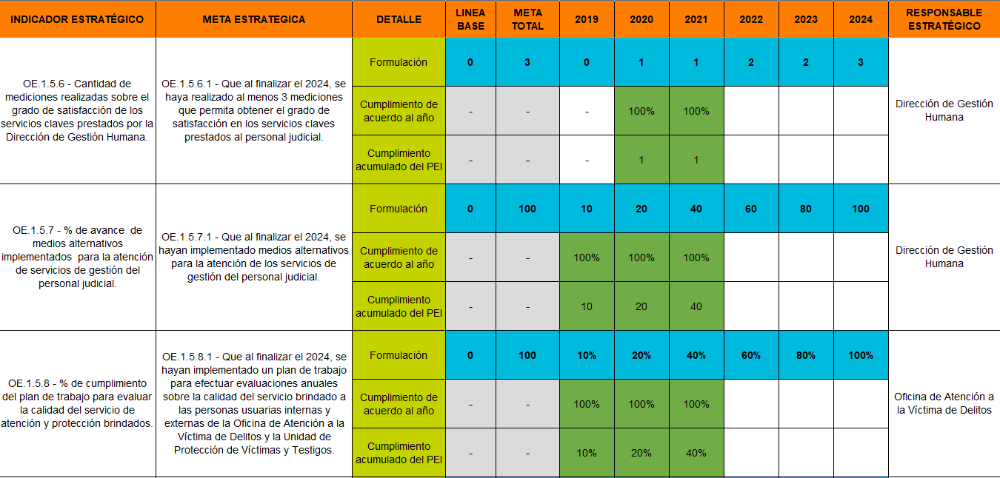 INDICADOR ESTRATÉGICO META ESTRATEGICA DETALLE LINEA BASE META TOTAL 2019 2020 2021 2022 2023 2024 RESPONSABLE ESTRATÉGICO
OE.1.5.6 - Cantidad de
mediciones realizadas sobre el
grado de satisfacción de los
servicios claves prestados por la
Dirección de Gestión Humana.
OE.1.5.6.1 - Que al finalizar el 2024, se
haya realizado al menos 3 mediciones
que permita obtener el grado de
satisfacción en los servicios claves
prestados al personal judicial.
Formulación 0 3 0 1 1 2 2 3
Cumplimiento de
acuerdo al año - - - 100% 100%
Cumplimiento
acumulado del PEI - - - 1 1
Dirección de Gestión
Humana
OE.1.5.7 - % de avance de
medios alternativos
implementados para la atención
de servicios de gestión del
personal judicial.
OE.1.5.7.1 - Que al finalizar el 2024, se
hayan implementado medios alternativos
para la atención de los servicios de
gestión del personal judicial.
Formulación 0 100 10 20 40 60 80 100
Cumplimiento de
acuerdo al año - - 100% 100% 100%
Cumplimiento
acumulado del PEI - - 10 20 40
Dirección de Gestión
Humana
OE.1.5.8 - % de cumplimiento
del plan de trabajo para evaluar
la calidad del servicio de
atención y protección brindados.
OE.1.5.8.1 - Que al finalizar el 2024, se
hayan implementado un plan de trabajo
para efectuar evaluaciones anuales
sobre la calidad del servicio brindado a
las personas usuarias internas y
externas de la Oficina de Atención a la
Víctima de Delitos y la Unidad de
Protección de Víctimas y Testigos.
Formulación 0 100 10% 20% 40% 60% 80% 100%
Cumplimiento de
acuerdo al año - - 100% 100% 100%
Cumplimiento
acumulado del PEI - - 10% 20% 40%
Oficina de Atención a
la Víctima de Delitos